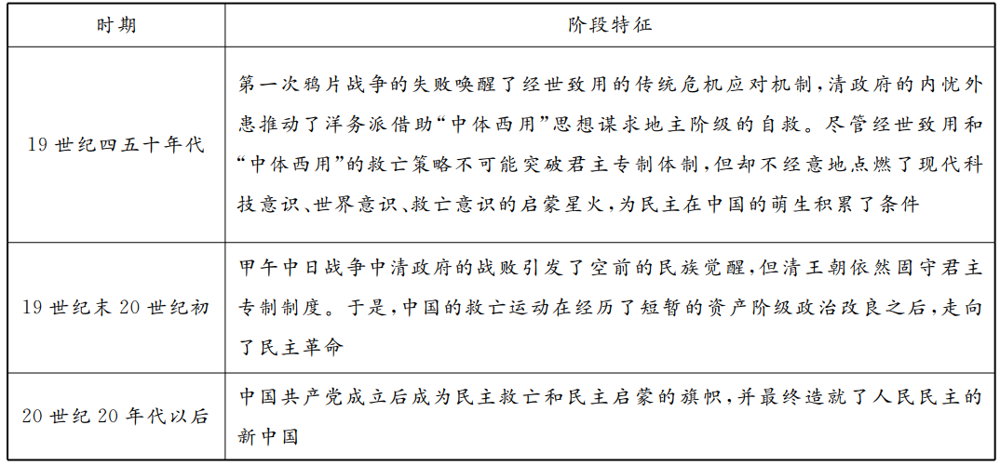 时期
阶段特征
19世纪四五十年代
第一次鸦片战争的失败唤醒了经世致用的传统危机应对机制,清政府的内忧外
患推动了洋务派借助“中体西用”思想谋求地主阶级的自救。尽管经世致用和
“中体西用”的救亡策略不可能突破君主专制体制,但却不经意地点燃了现代科
技意识、世界意识、救亡意识的启蒙星火,为民主在中国的萌生积累了条件
19世纪末20世纪初
甲午中日战争中清政府的战败引发了空前的民族觉醒,但清王朝依然固守君主
专制制度。于是,中国的救亡运动在经历了短暂的资产阶级政治改良之后,走向
了民主革命
20世纪20年代以后
中国共产党成立后成为民主救亡和民主启蒙的旗帜,并最终造就了人民民主的
新中国